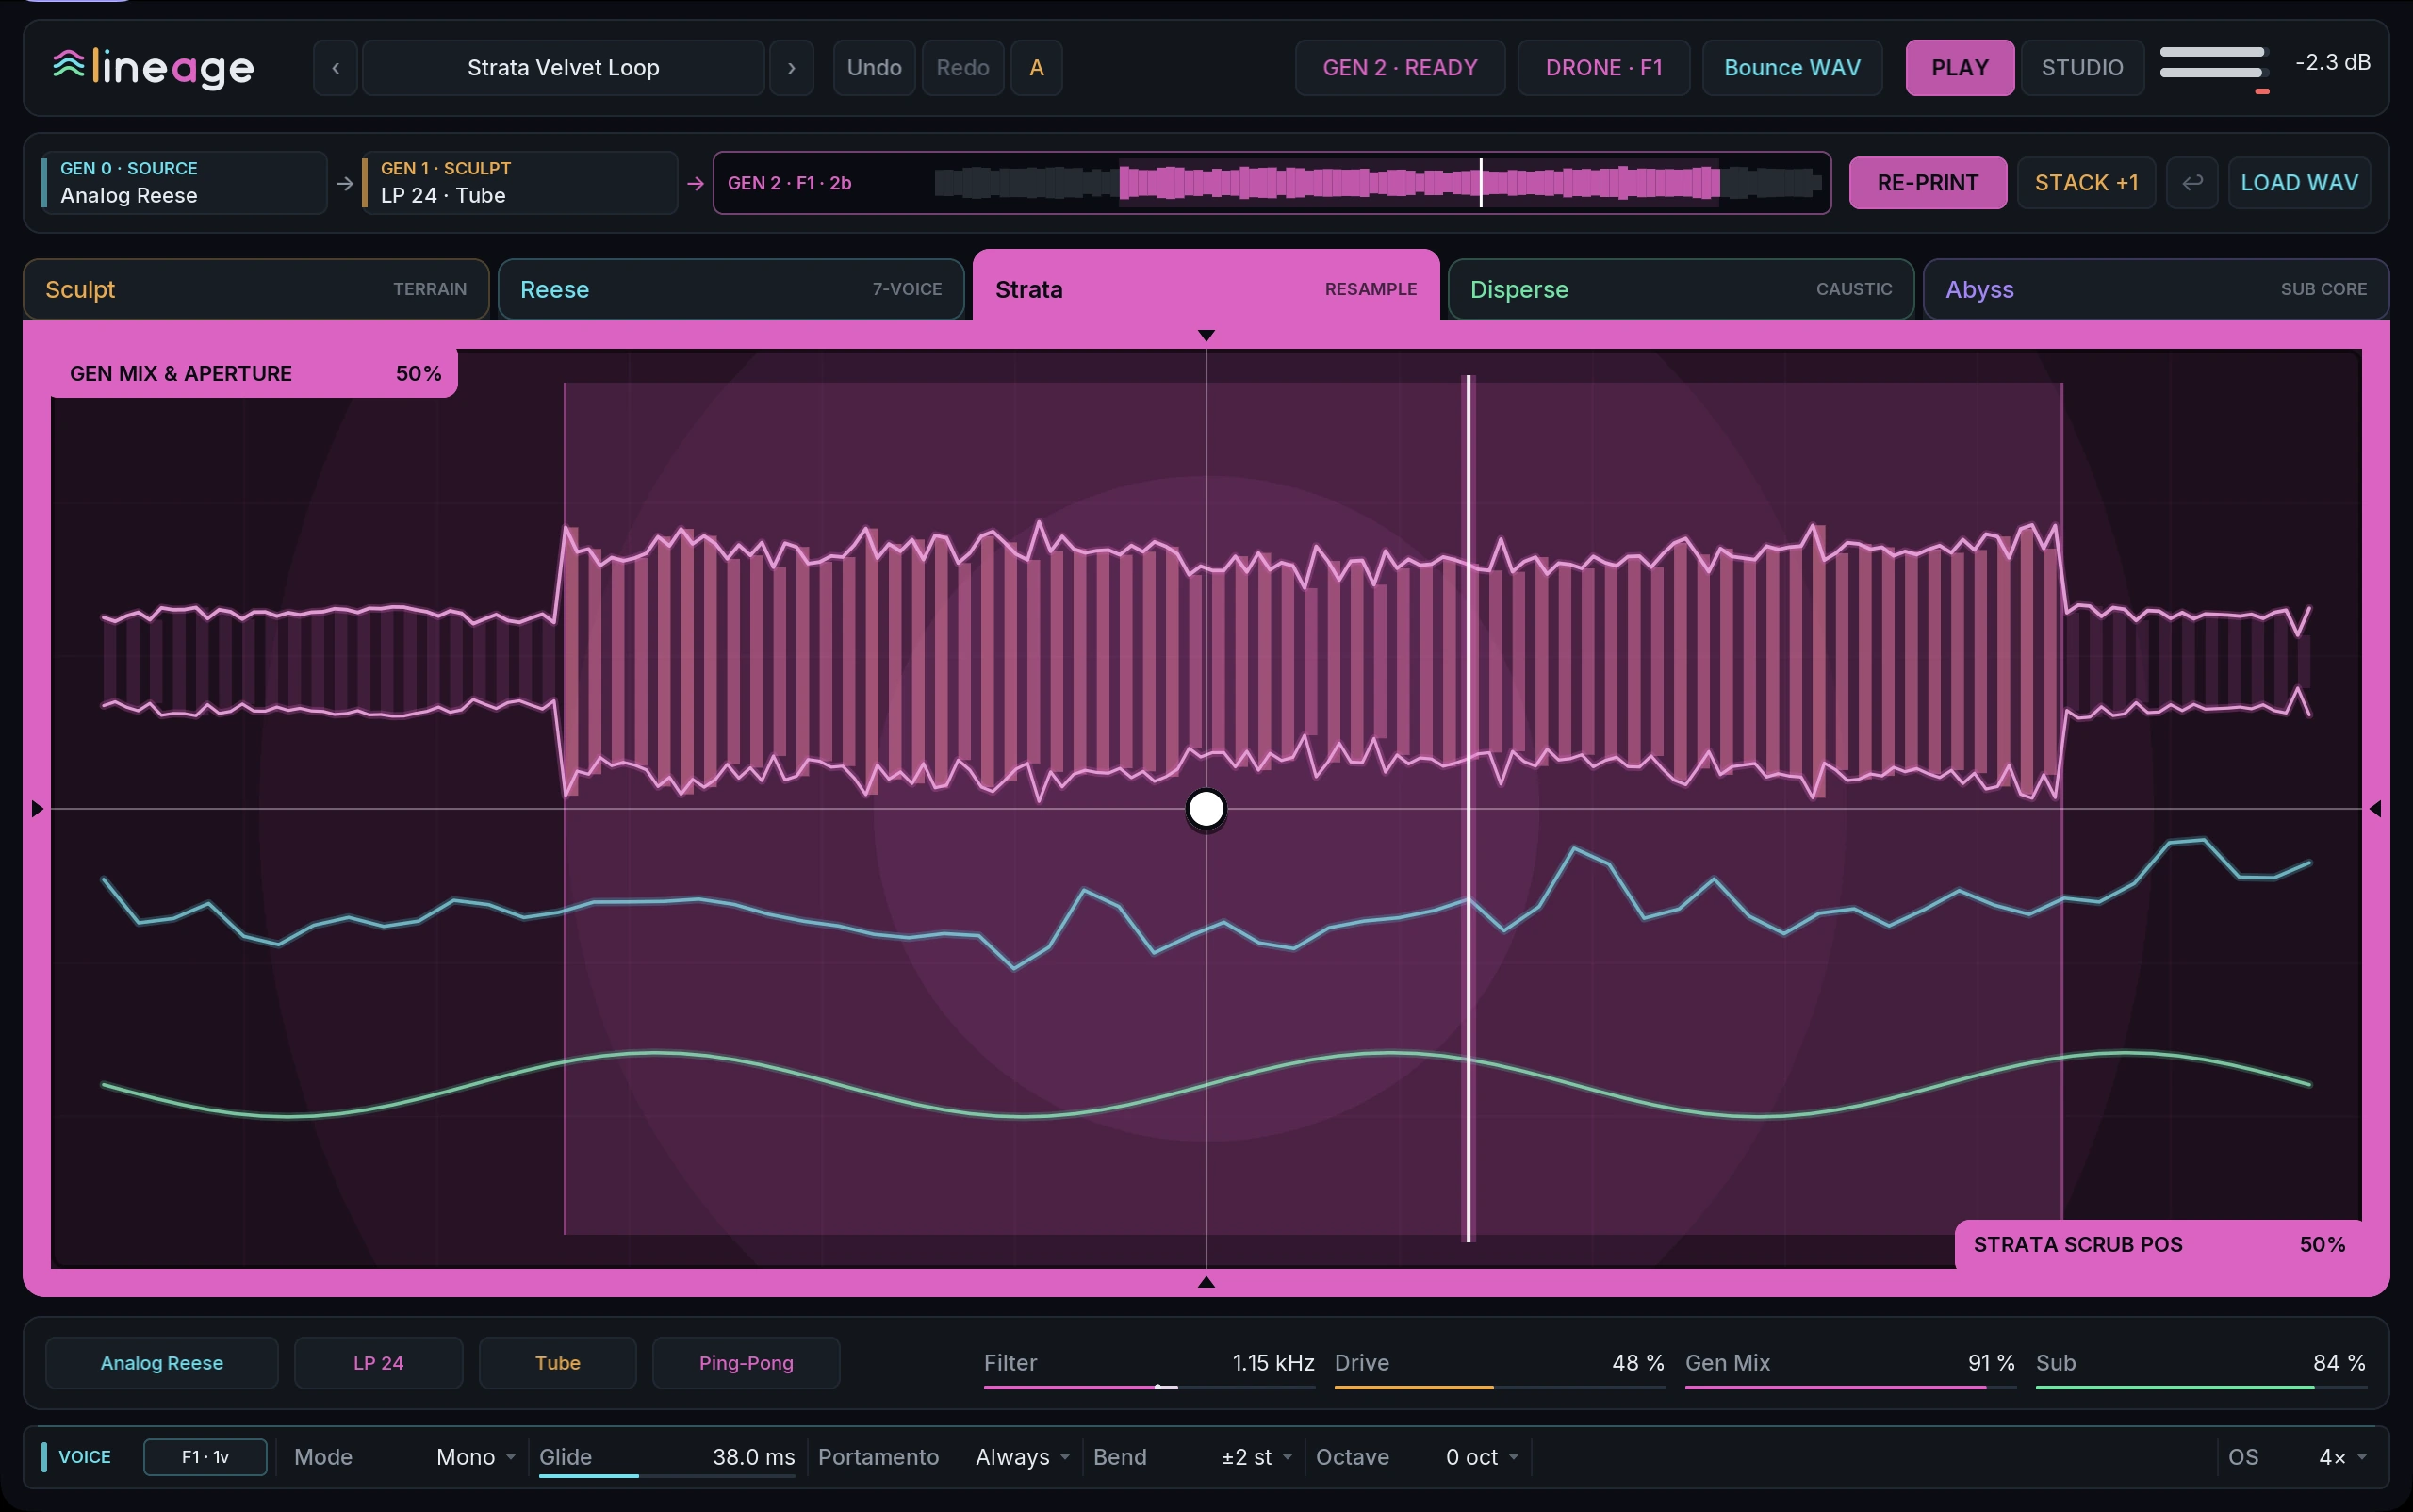 lineage
‹
Strata Velvet Loop
›
Undo
Redo
A
GEN 2 · READY
DRONE · F1
Bounce WAV
PLAY
STUDIO
-2.3 dB
GEN 0 · SOURCE
Analog Reese
→
GEN 1 · SCULPT
LP 24 · Tube
→
GEN 2 · F1 · 2b
RE-PRINT
STACK +1
LOAD WAV
Sculpt
TERRAIN
Reese
7-VOICE
Strata
RESAMPLE
Disperse
CAUSTIC
Abyss
SUB CORE
GEN MIX & APERTURE 50%
STRATA SCRUB POS 50%
Analog Reese
LP 24
Tube
Ping-Pong
Filter 1.15 kHz
Drive 48 %
Gen Mix 91 %
Sub 84 %
VOICE
F1 · 1v
Mode Mono
Glide 38.0 ms
Portamento Always
Bend ±2 st
Octave 0 oct
OS 4×